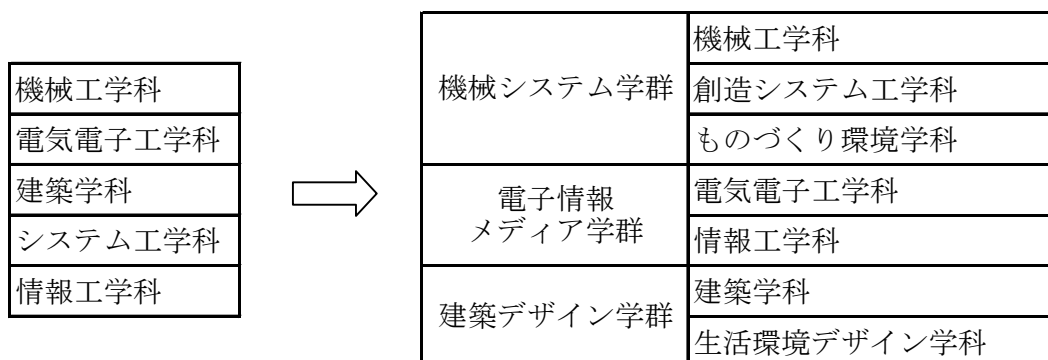 機械工学科
電気電子工学科
建築学科
システム工学科
情報工学科
機械システム学群
機械工学科
創造システム工学科
ものづくり環境学科
電子情報
メディア学群
電気電子工学科
情報工学科
建築デザイン学群
建築学科
生活環境デザイン学科